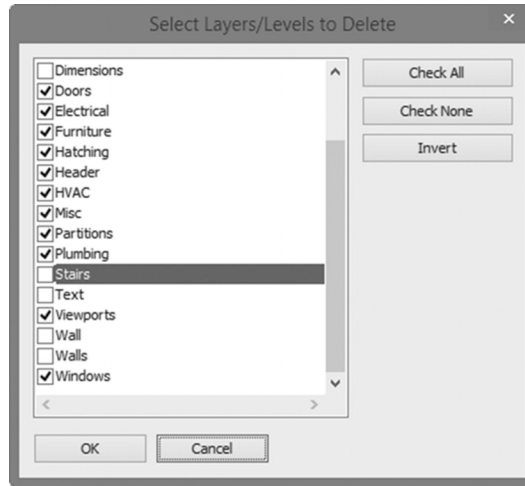 Select Layers/Levels to Delete
Dimensions
Doors
Electrical
Furniture
Hatching
Header
HVAC
Misc
Partitions
Plumbing
Stairs
Text
Viewports
Wall
Walls
Windows
Check All
Check None
Invert
OK
Cancel